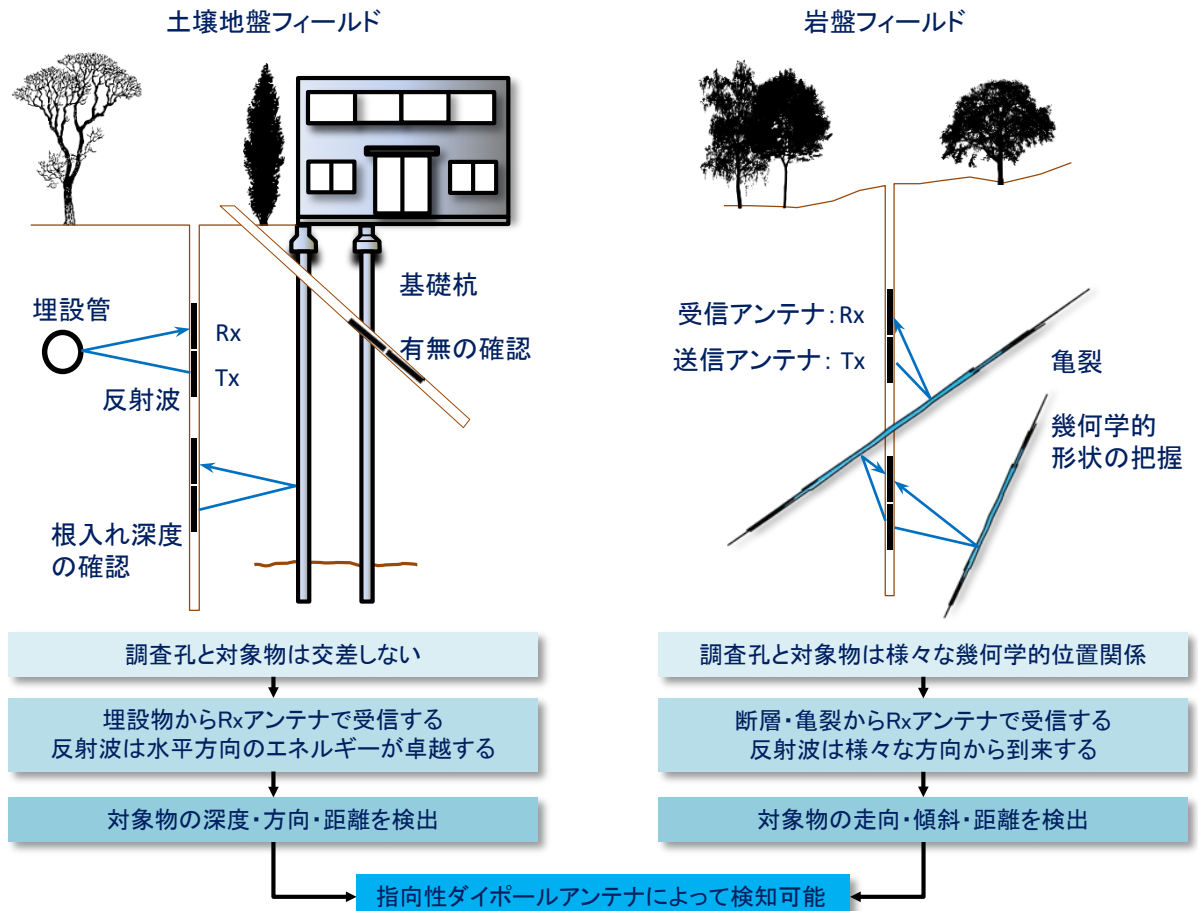 土壌地盤フィールド
岩盤フィールド
埋設管
Rx
Tx
反射波
根入れ深度
の確認
基礎杭
有無の確認
受信アンテナ：Rx
送信アンテナ： Tx
亀裂
幾何学的
形状の把握
調査孔と対象物は交差しない
埋設物からRxアンテナで受信する
反射波は水平方向のエネルギーが卓越する
対象物の深度・方向・距離を検出
調査孔と対象物は様々な幾何学的位置関係
断層・亀裂からRxアンテナで受信する
反射波は様々な方向から到来する
対象物の走向・傾斜・距離を検出
指向性ダイポールアンテナによって検知可能